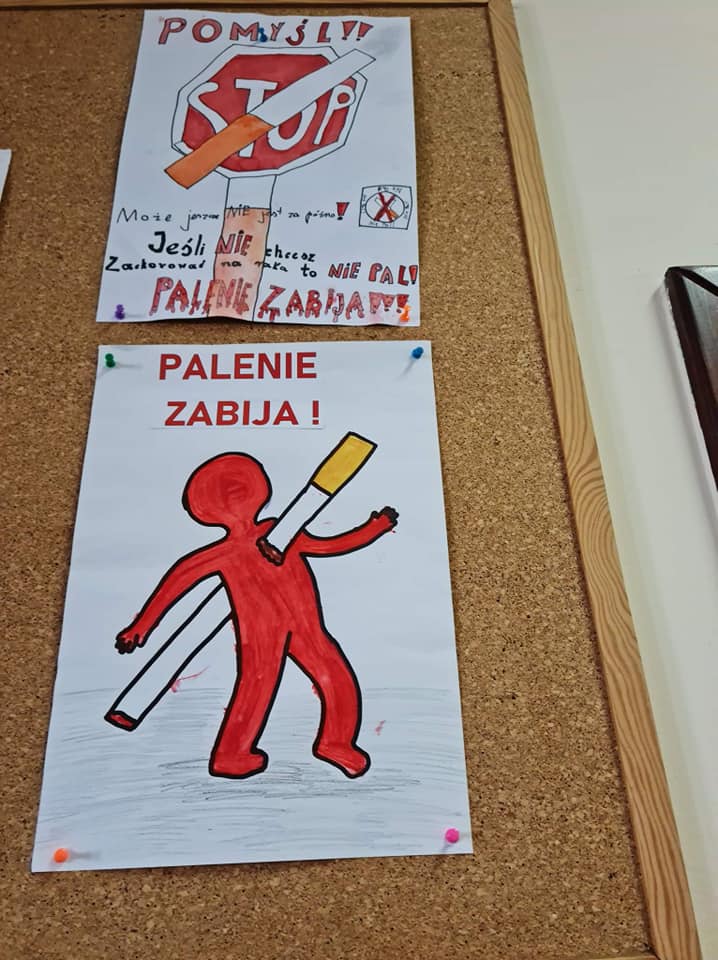 POMYŚL!!
STOP!
Może jeszcze NIE jest za późno!
Jeśli NIE chcesz
Zachorować na raka to NIE PAL!
PALENIE ZABIJA!!!
PALENIE
ZABIJA !